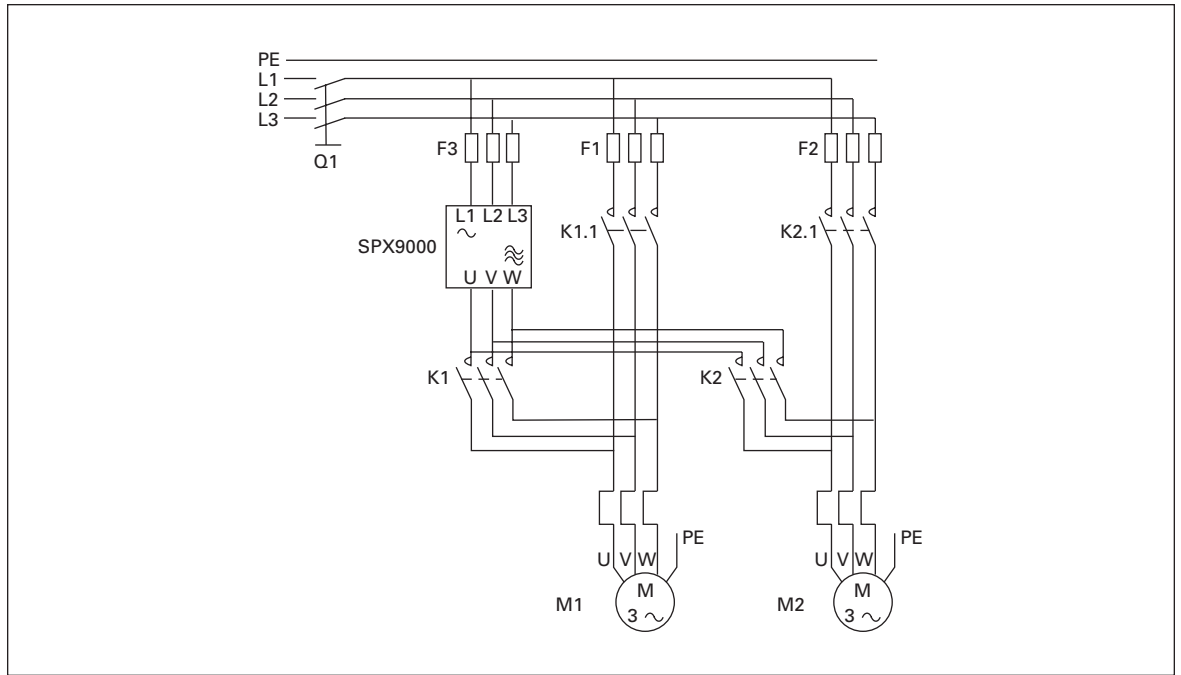 PE
L1
L2
L3
Q1
F3
F1
F2
L1 L2 L3
SPX9000
U V W
K1.1
K2.1
K1
K2
PE
PE
U V W
U V W
M1
M
3
M2
M
3